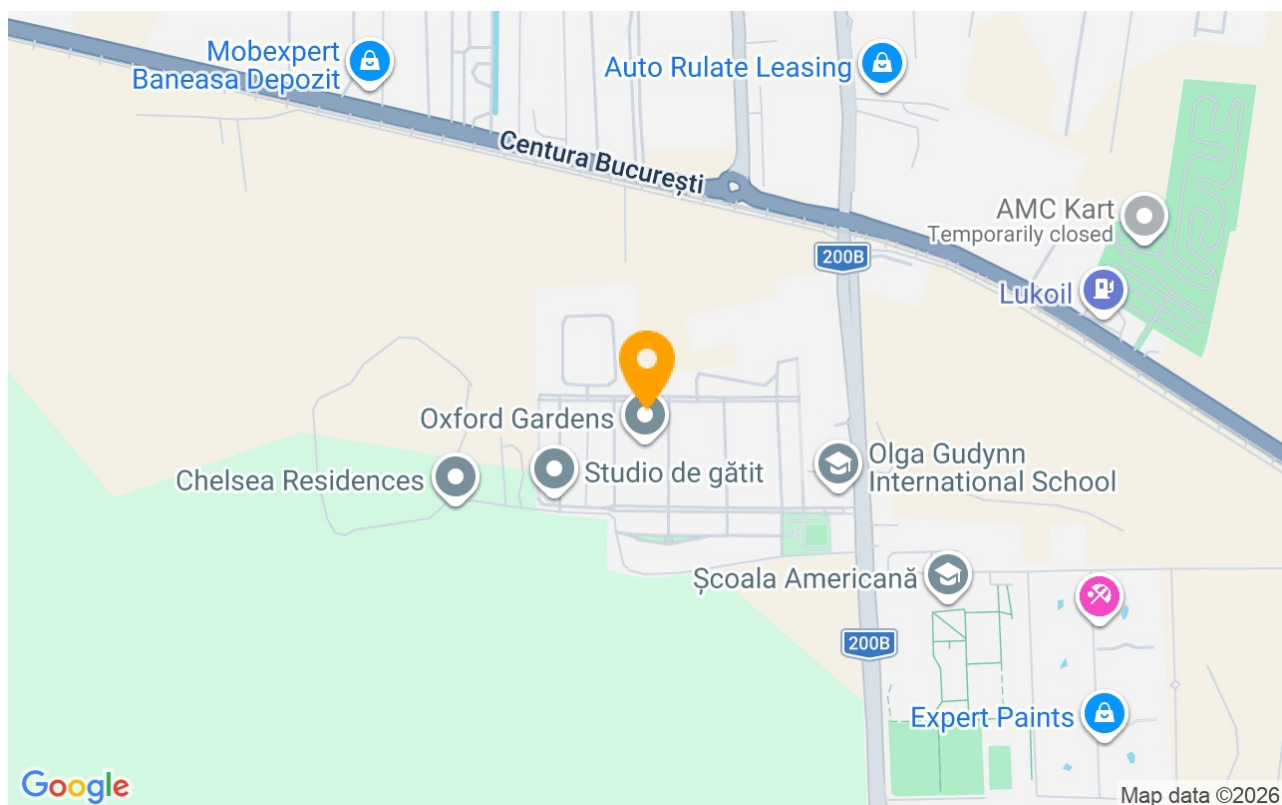 Mobexpert
Baneasa Depozit
Auto Rulate Leasing
Centura București
AMC Kart
Temporarily closed
200B
Lukoil
Oxford Gardens
Chelsea Residences
Studio de gătit
Olga Gudynn
International School
Școala Americană
200B
Expert Paints
Google
Map data ©2026